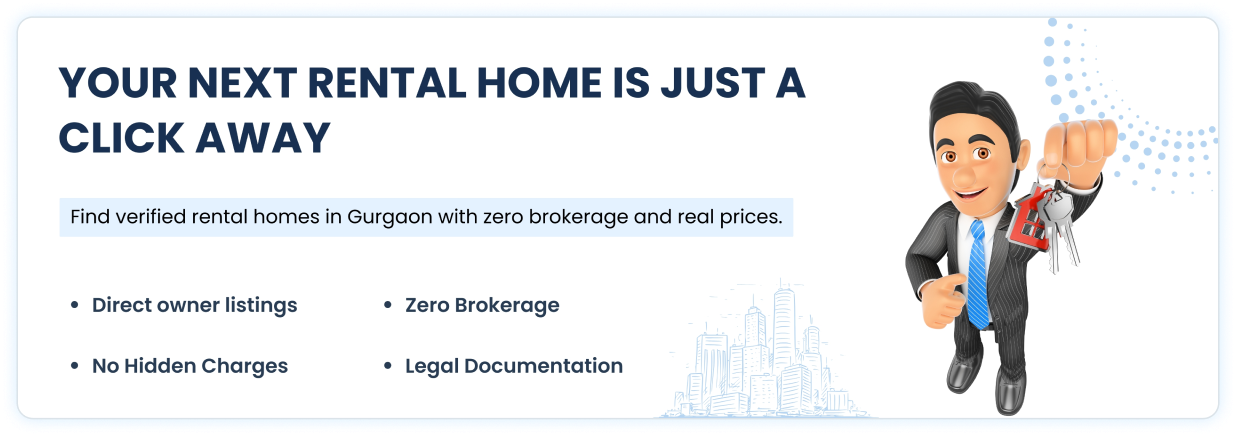 YOUR NEXT RENTAL HOME IS JUST A
CLICK AWAY
Find verified rental homes in Gurgaon with zero brokerage and real prices.
• Direct owner listings
• Zero Brokerage
• No Hidden Charges
• Legal Documentation